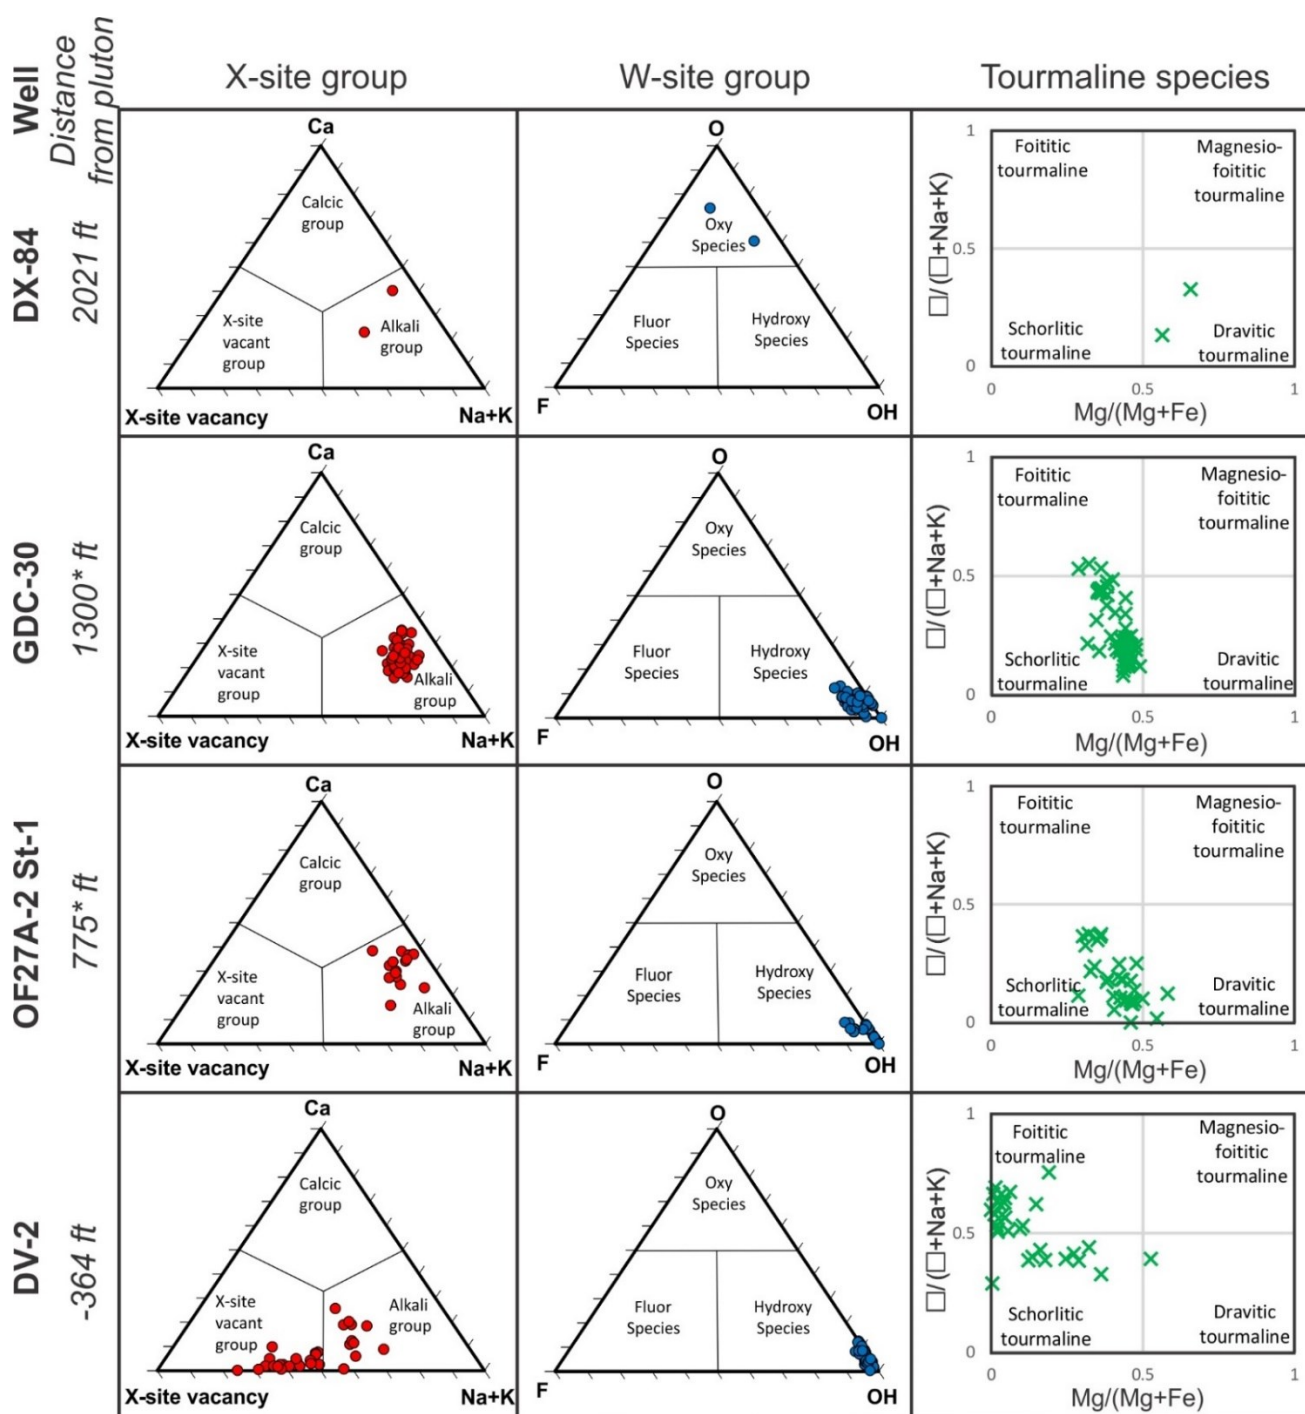 Well
Distance
from pluton
X-site group
W-site group
Tourmaline species
DX-84
2021 ft
Ca
Calcic
group
X-site
vacant
group
Alkali
group
X-site vacancy
Na+K
O
Oxy
Species
Fluor
Species
Hydroxy
Species
F
OH
□/(□+Na+K)
1
0.5
0
Foititic
tourmaline
Magnesio-
foititic
tourmaline
Schorlitic
tourmaline
Dravitic
tourmaline
0
0.5
1
Mg/(Mg+Fe)
GDC-30
1300* ft
Ca
Calcic
group
X-site
vacant
group
Alkali
group
X-site vacancy
Na+K
O
Oxy
Species
Fluor
Species
Hydroxy
Species
F
OH
□/(□+Na+K)
1
0.5
0
Foititic
tourmaline
Magnesio-
foititic
tourmaline
Schorlitic
tourmaline
Dravitic
tourmaline
0
0.5
1
Mg/(Mg+Fe)
OF27A-2 St-1
775* ft
Ca
Calcic
group
X-site
vacant
group
Alkali
group
X-site vacancy
Na+K
O
Oxy
Species
Fluor
Species
Hydroxy
Species
F
OH
□/(□+Na+K)
1
0.5
0
Foititic
tourmaline
Magnesio-
foititic
tourmaline
Schorlitic
tourmaline
Dravitic
tourmaline
0
0.5
1
Mg/(Mg+Fe)
DV-2
-364 ft
Ca
Calcic
group
X-site
vacant
group
Alkali
group
X-site vacancy
Na+K
O
Oxy
Species
Fluor
Species
Hydroxy
Species
F
OH
□/(□+Na+K)
1
0.5
0
Foititic
tourmaline
Magnesio-
foititic
tourmaline
Schorlitic
tourmaline
Dravitic
tourmaline
0
0.5
1
Mg/(Mg+Fe)